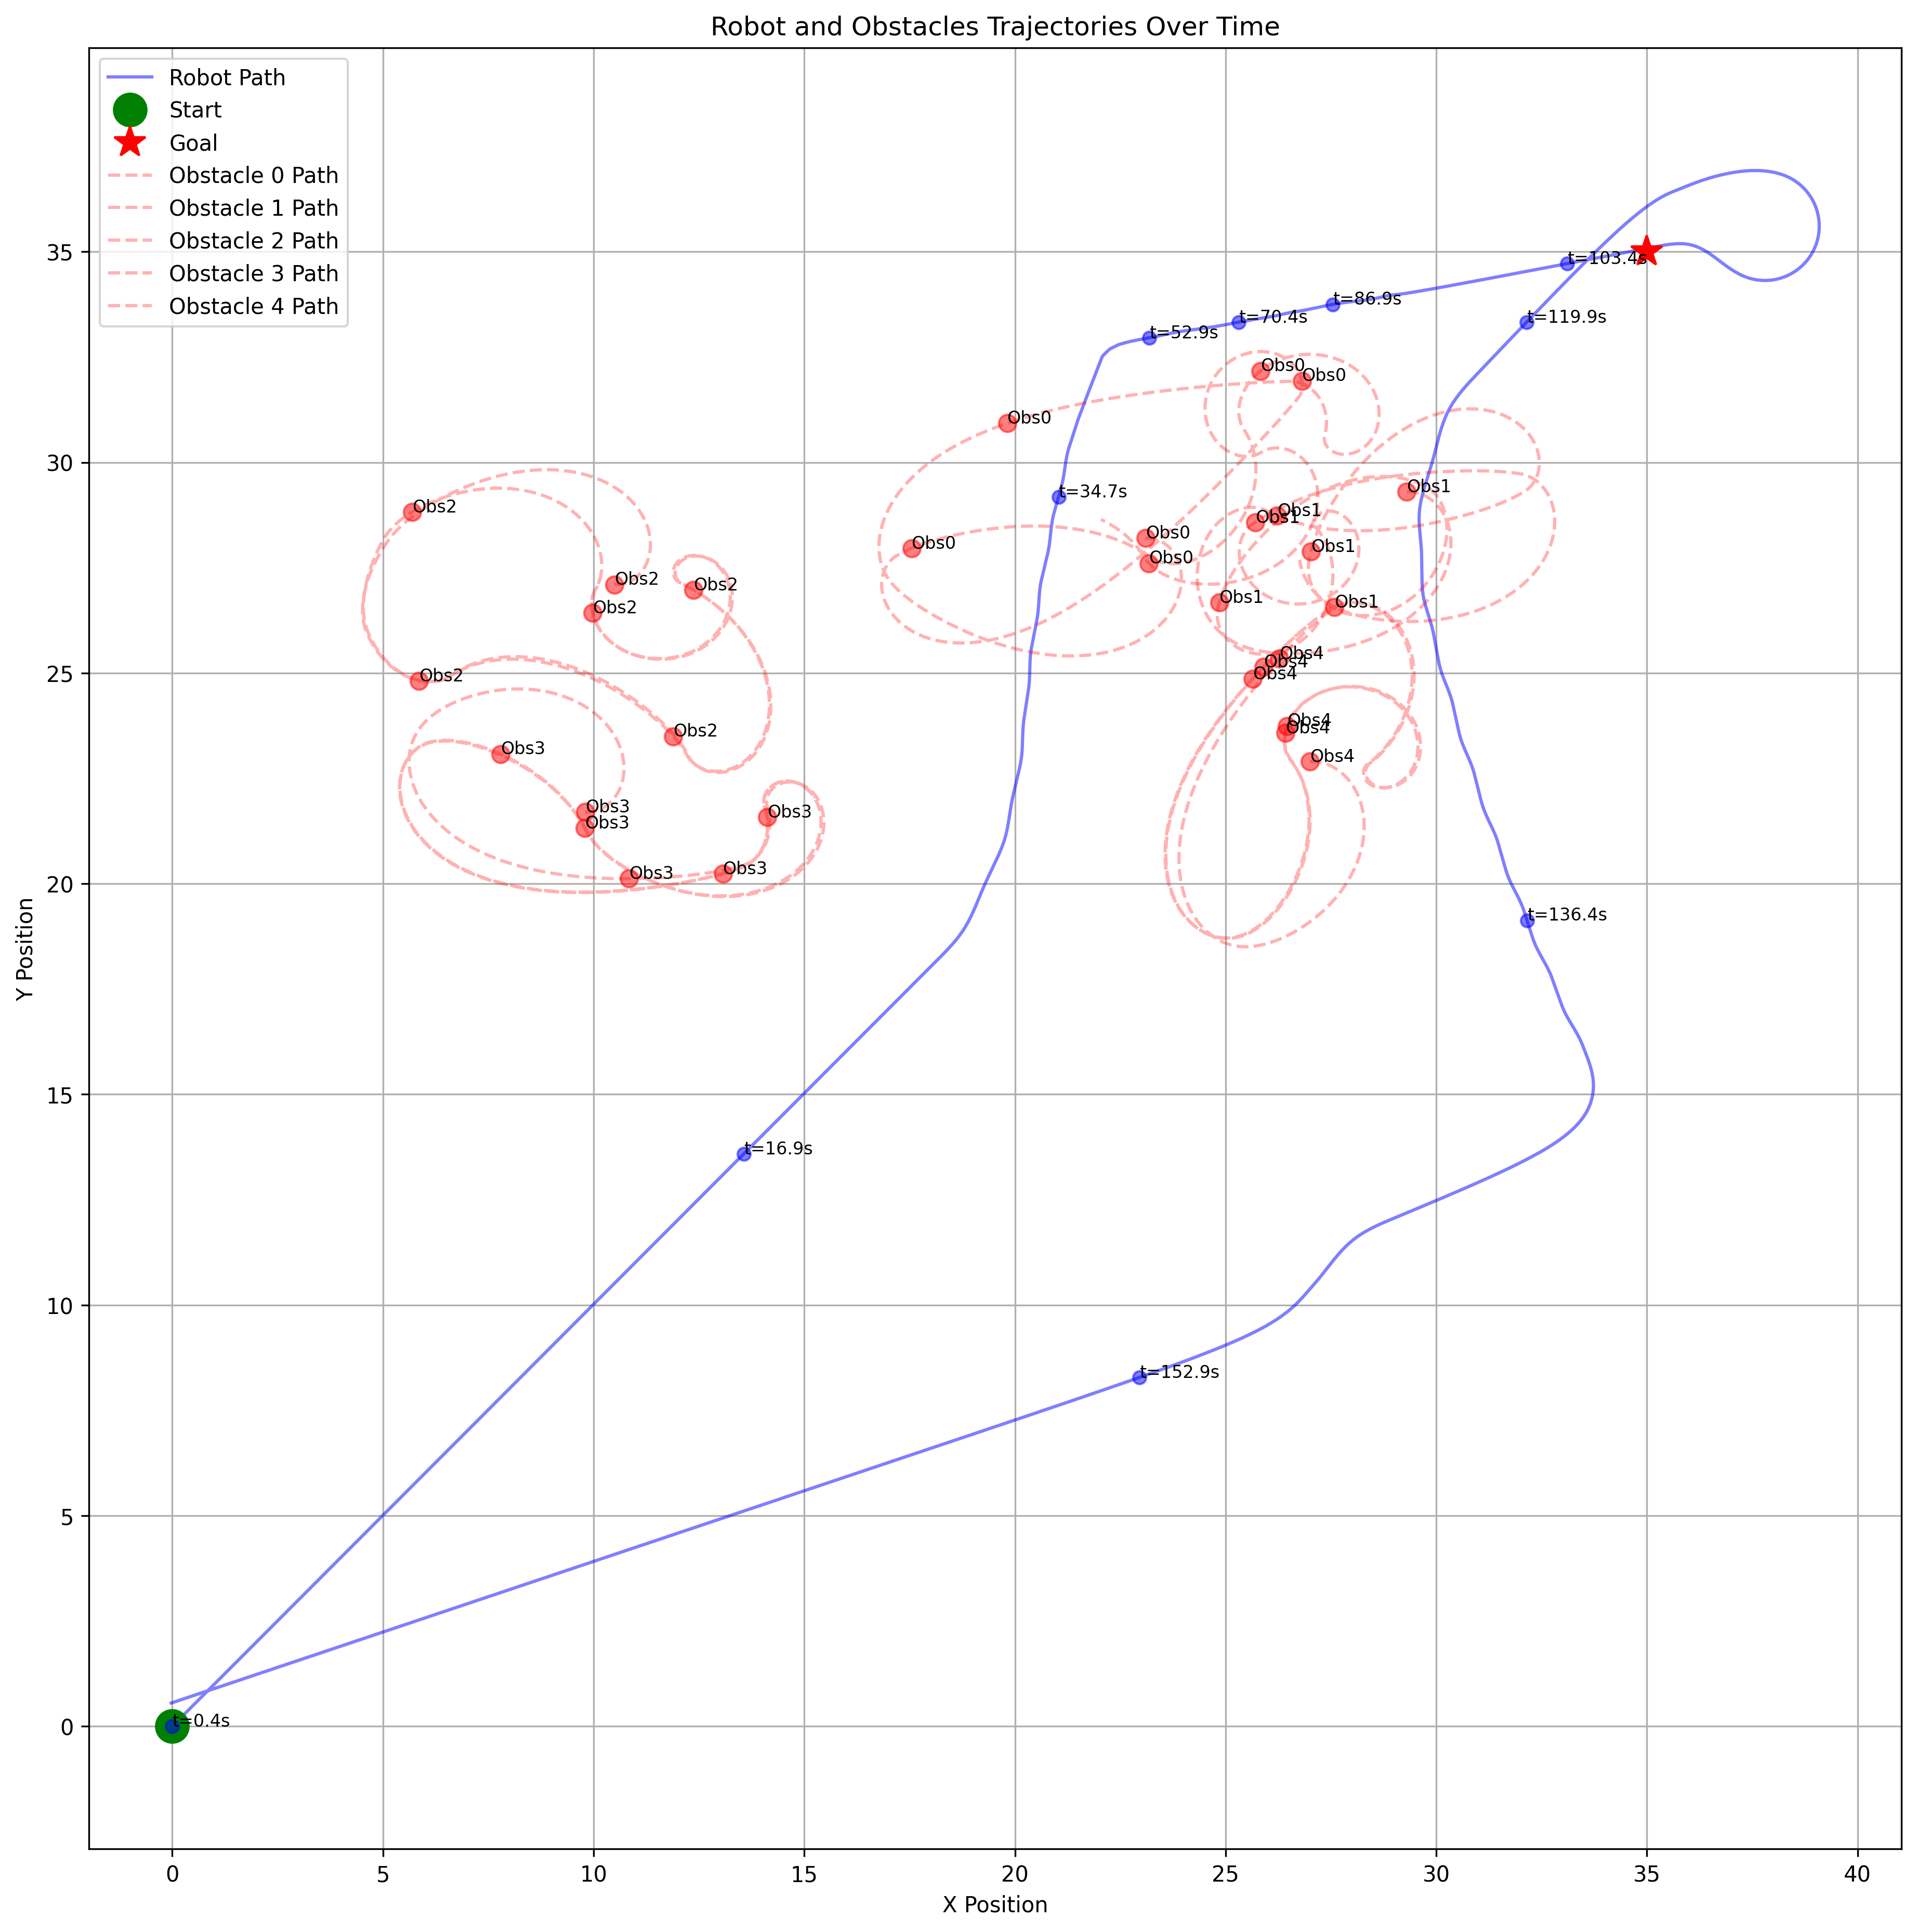 Robot and Obstacles Trajectories Over Time
Robot Path
Start
Goal
Obstacle 0 Path
Obstacle 1 Path
Obstacle 2 Path
Obstacle 3 Path
Obstacle 4 Path
35
30
25
20
15
10
5
0
Y Position
t=103.4s
t=86.9s
t=70.4s
t=119.9s
t=52.9s
Obs0
Obs0
Obs0
t=34.7s
Obs1
Obs2
Obs1
Obs1
Obs0
Obs0
Obs1
Obs0
Obs2
Obs2
Obs1
Obs1
Obs2
Obs4
Obs4
Obs4
Obs2
Obs4
Obs4
Obs2
Obs3
Obs4
Obs3
Obs3
Obs3
Obs3
Obs3
t=136.4s
t=16.9s
t=152.9s
t=0.4s
0
5
10
15
20
25
30
35
40
X Position